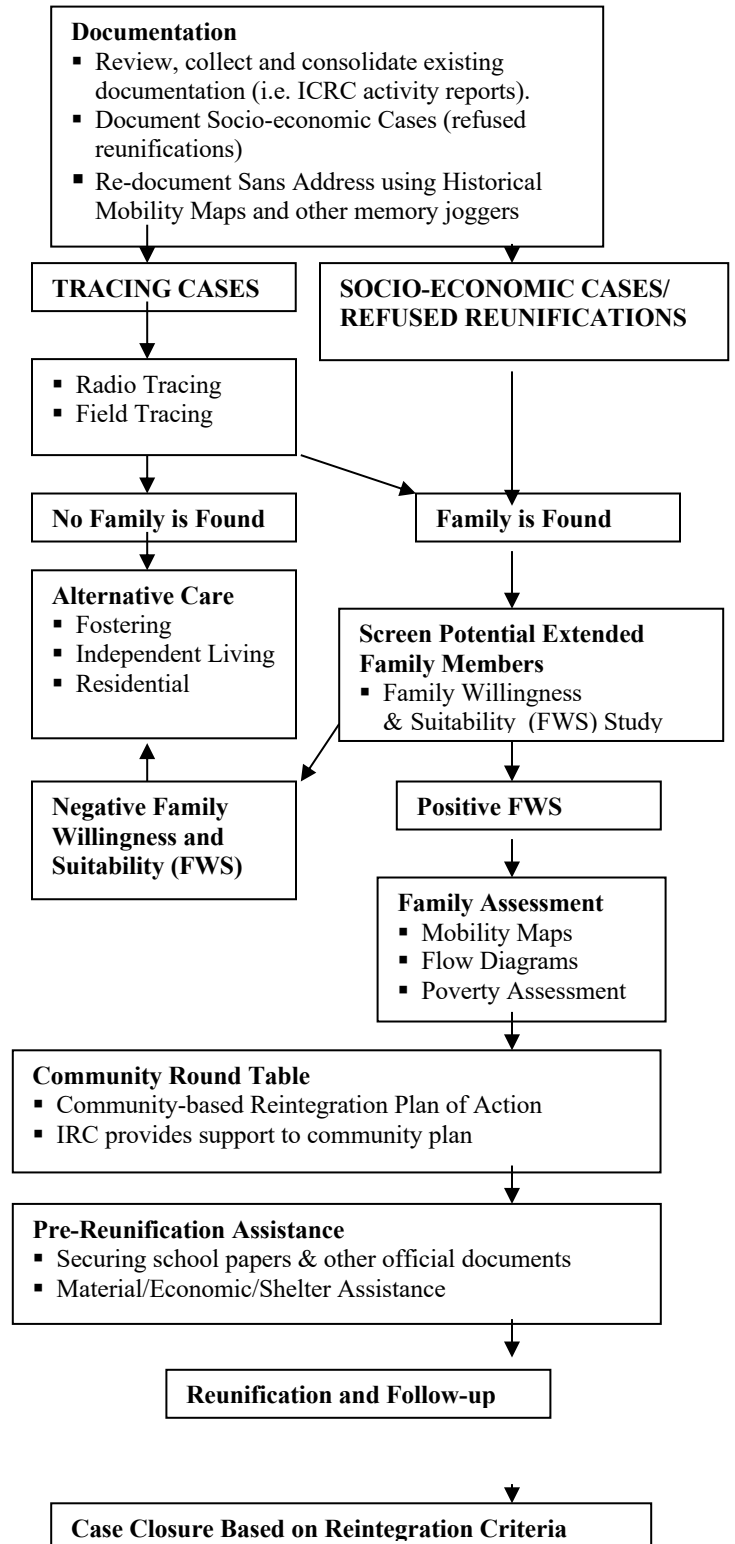 Documentation
▪ Review, collect and consolidate existing
documentation (i.e. ICRC activity reports).
▪ Document Socio-economic Cases (refused
reunifications)
▪ Re-document Sans Address using Historical
Mobility Maps and other memory joggers
TRACING CASES
SOCIO-ECONOMIC CASES/
REFUSED REUNIFICATIONS
▪ Radio Tracing
▪ Field Tracing
No Family is Found
Family is Found
Alternative Care
▪ Fostering
▪ Independent Living
▪ Residential
Screen Potential Extended
Family Members
▪ Family Willingness
& Suitability (FWS) Study
Negative Family
Willingness and
Suitability (FWS)
Positive FWS
Family Assessment
▪ Mobility Maps
▪ Flow Diagrams
▪ Poverty Assessment
Community Round Table
▪ Community-based Reintegration Plan of Action
▪ IRC provides support to community plan
Pre-Reunification Assistance
▪ Securing school papers & other official documents
▪ Material/Economic/Shelter Assistance
Reunification and Follow-up
Case Closure Based on Reintegration Criteria